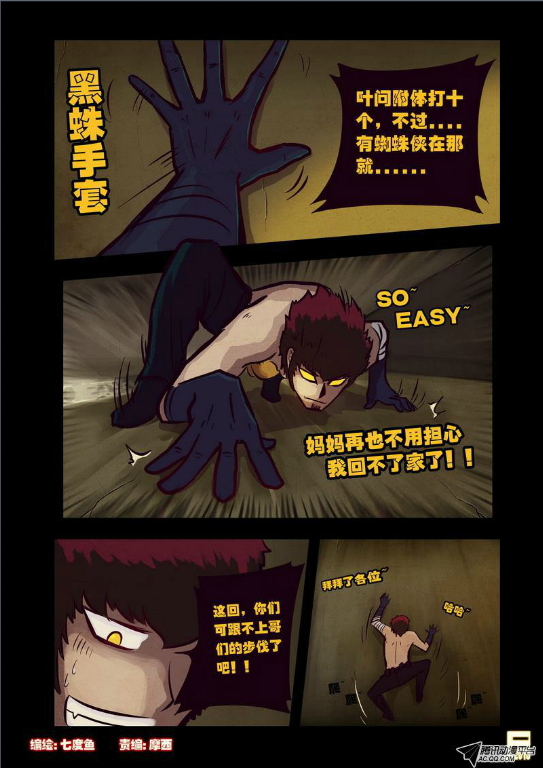 黑蛛手套
叶问附体打十
个，不过....
有蜘蛛侠在那
就......
SO~
EASY~
妈妈再也不用担心
我回不了家了！！
这回，你们
可跟不上哥
们的步伐了
吧！！
拜拜了各位~
哈哈~
爬~
爬~
爬~
爬~
编绘：七度鱼 责编：摩西
腾讯动漫平台
AC.QQ.COM